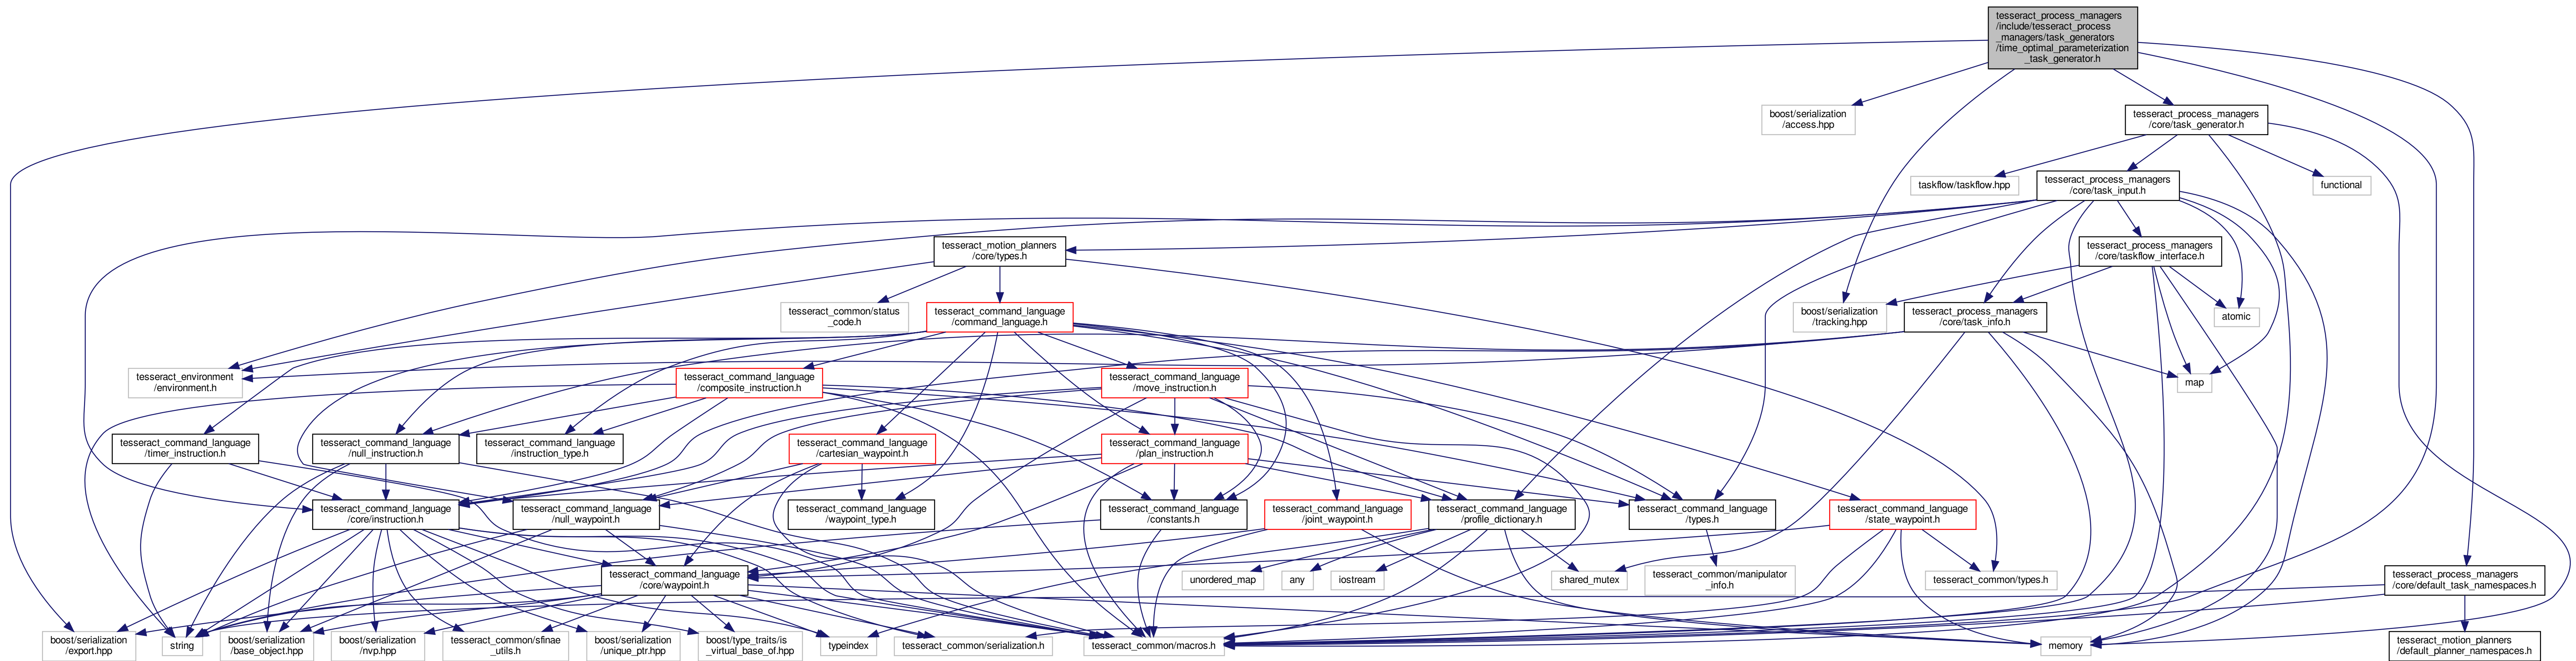 tesseract_process_managers
/include/tesseract_process
_managers/task_generators
/time_optimal_parameterization
_task_generator.h
boost/serialization
/access.hpp
tesseract_process_managers
/core/task_generator.h
taskflow/taskflow.hpp
tesseract_process_managers
/core/task_input.h
functional
tesseract_motion_planners
/core/types.h
tesseract_process_managers
/core/taskflow_interface.h
tesseract_common/status
_code.h
tesseract_command_language
/command_language.h
boost/serialization
/tracking.hpp
tesseract_process_managers
/core/task_info.h
atomic
tesseract_environment
/environment.h
tesseract_command_language
/composite_instruction.h
tesseract_command_language
/move_instruction.h
map
tesseract_command_language
/timer_instruction.h
tesseract_command_language
/null_instruction.h
tesseract_command_language
/instruction_type.h
tesseract_command_language
/cartesian_waypoint.h
tesseract_command_language
/plan_instruction.h
tesseract_command_language
/core/instruction.h
tesseract_command_language
/null_waypoint.h
tesseract_command_language
/waypoint_type.h
tesseract_command_language
/constants.h
tesseract_command_language
/joint_waypoint.h
tesseract_command_language
/profile_dictionary.h
tesseract_command_language
/types.h
tesseract_command_language
/state_waypoint.h
tesseract_command_language
/core/waypoint.h
unordered_map
any
iostream
shared_mutex
tesseract_common/manipulator
_info.h
tesseract_common/types.h
tesseract_process_managers
/core/default_task_namespaces.h
boost/serialization
/export.hpp
string
boost/serialization
/base_object.hpp
boost/serialization
/nvp.hpp
tesseract_common/sfinae
_utils.h
boost/serialization
/unique_ptr.hpp
boost/type_traits/is
_virtual_base_of.hpp
typeindex
tesseract_common/serialization.h
tesseract_common/macros.h
memory
tesseract_motion_planners
/default_planner_namespaces.h